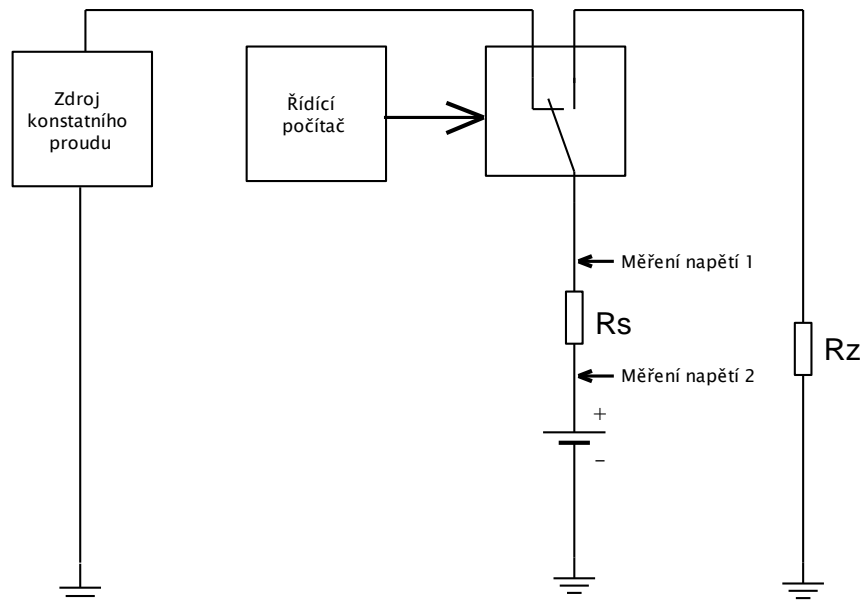 Zdroj
konstatního
proudu
Řídící
počítač
Měření napětí 1
Rs
Rz
Měření napětí 2
+
–